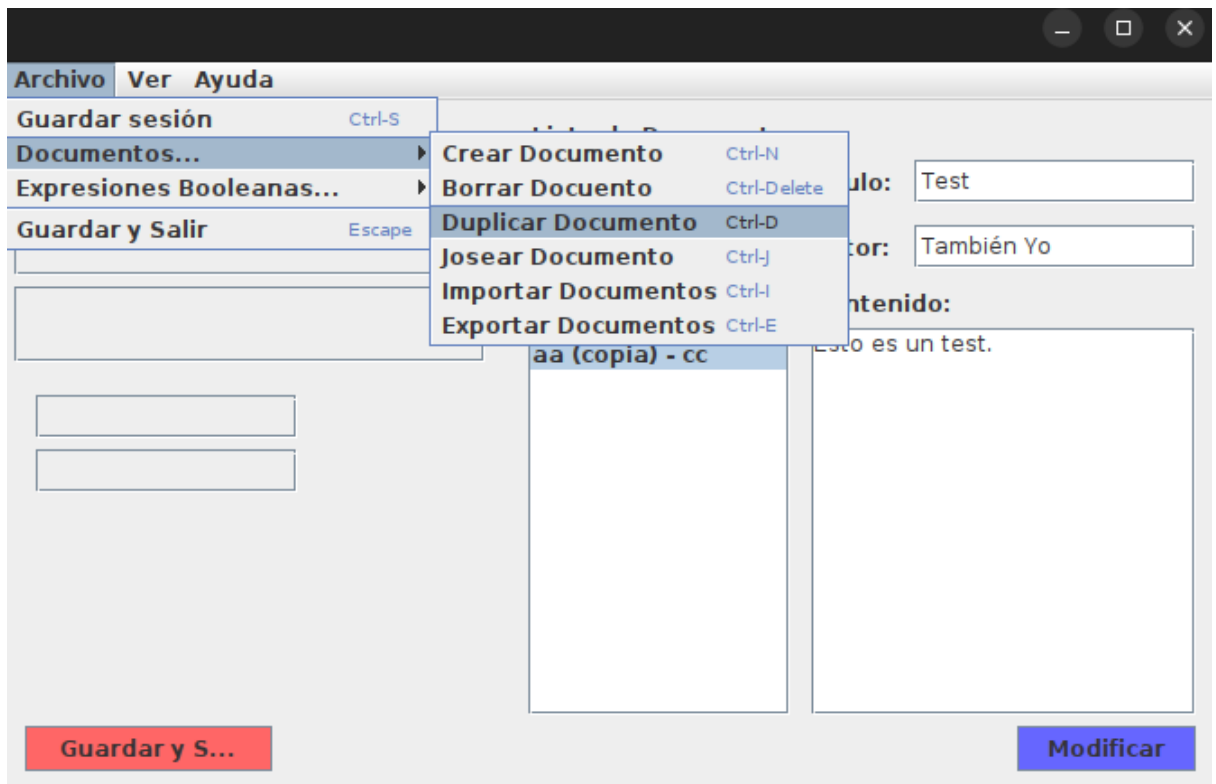 Archivo Ver Ayuda
Guardar sesión Ctrl-S
Documentos...
Expresiones Booleanas...
Guardar y Salir Escape
Crear Documento Ctrl-N
Borrar Docuento Ctrl-Delete
Duplicar Documento Ctrl-D
Josear Documento Ctrl-J
Importar Documentos Ctrl-I
Exportar Documentos Ctrl-E
aa (copia) - cc
ulo: Test
tor: También Yo
ntenido:
Esto es un test.
Guardar y S...
Modificar